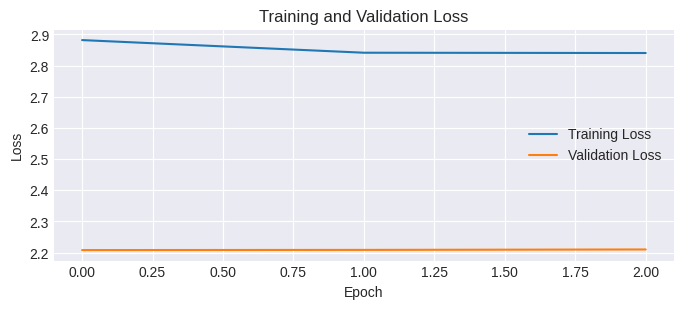 Training and Validation Loss
2.9
2.8
2.7
2.6
2.5
2.4
2.3
2.2
Loss
Training Loss
Validation Loss
0.00 0.25 0.50 0.75 1.00 1.25 1.50 1.75 2.00
Epoch